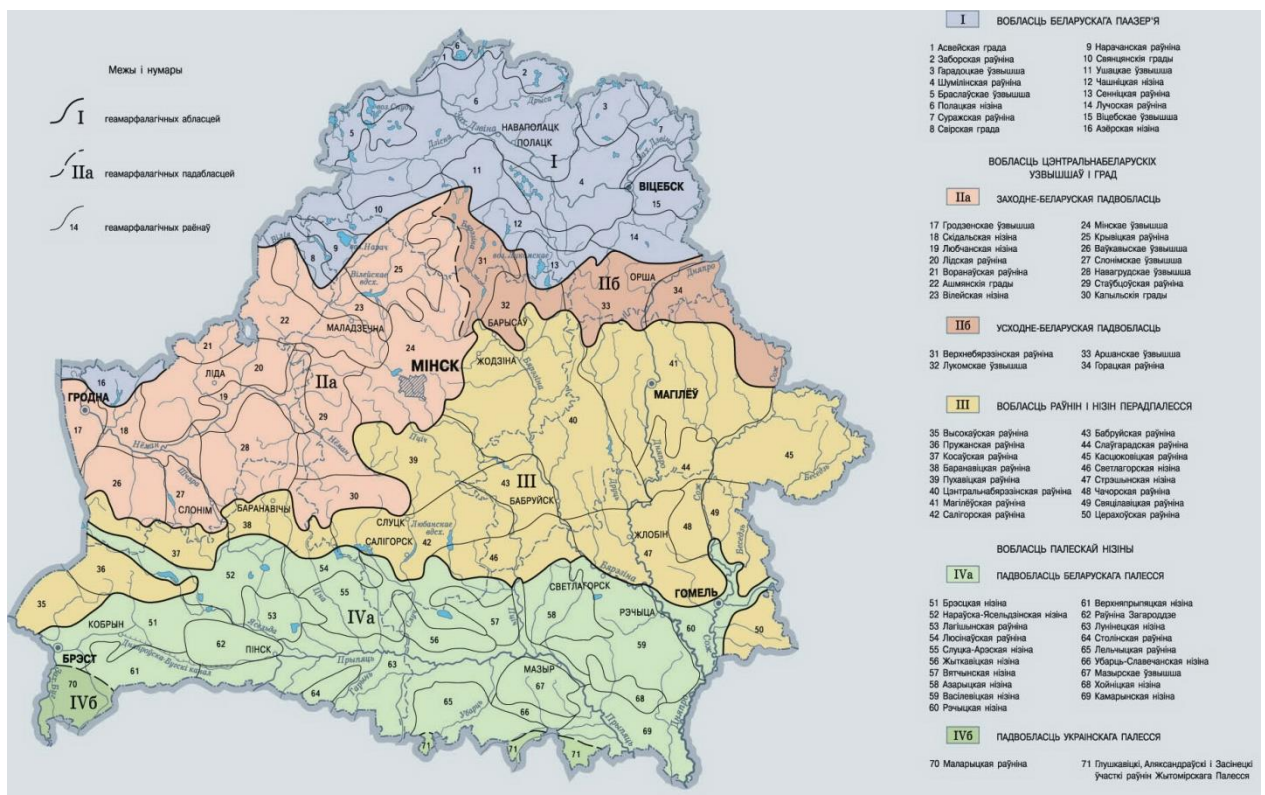 Межы і нумары
I геамарфалагічных абласцей
IIа геамарфалагічных падабласцей
14 геамарфалагічных раёнаў
I ВОБЛАСЦЬ БЕЛАРУСКАГА ПААЗЕР'Я
1 Асвейская града
2 Заборская раўніна
3 Гарадоцкае ўзвышша
4 Шумілінская раўніна
5 Браслаўскае ўзвышша
6 Полацкая нізіна
7 Суражская раўніна
8 Свірская града
9 Нарачанская раўніна
10 Свянцянскія грады
11 Ушацкае ўзвышша
12 Чашніцкая нізіна
13 Сенніцкая раўніна
14 Лучоская раўніна
15 Віцебскае ўзвышша
16 Азёрская нізіна
ВОБЛАСЦЬ ЦЭНТРАЛЬНАБЕЛАРУСКІХ
УЗВЫШШАЎ І ГРАД
IIа ЗАХОДНЕ-БЕЛАРУСКАЯ ПАДВОБЛАСЦЬ
17 Гродзенскае ўзвышша
18 Скідальская нізіна
19 Любчанская нізіна
20 Лідская раўніна
21 Воранаўская раўніна
22 Ашмянскія грады
23 Вілейская нізіна
24 Мінскае ўзвышша
25 Крывіцкая раўніна
26 Ваўкавыскае ўзвышша
27 Слонімскае ўзвышша
28 Навагрудскае ўзвышша
29 Стаўбцоўская раўніна
30 Капыльскія грады
IIб УСХОДНЕ-БЕЛАРУСКАЯ ПАДВОБЛАСЦЬ
31 Верхнебярэзінская раўніна
32 Лукомскае ўзвышша
33 Аршанскае ўзвышша
34 Горацкая раўніна
III ВОБЛАСЦЬ РАЎНІН І НІЗІН ПЕРАДПАЛЕССЯ
35 Высокаўская раўніна
36 Пружанская раўніна
37 Косаўская раўніна
38 Баранавіцкая раўніна
39 Пухавіцкая раўніна
40 Цэнтральнабярэзінская раўніна
41 Магілёўская раўніна
42 Салігорская раўніна
43 Бабруйская раўніна
44 Слаўгарадская раўніна
45 Касцюковіцкая раўніна
46 Светлагорская нізіна
47 Стрэшынская нізіна
48 Чачорская раўніна
49 Свяцілавіцкая раўніна
50 Церахоўская раўніна
ВОБЛАСЦЬ ПАЛЕСКАЙ НІЗІНЫ
IVа ПАДВОБЛАСЦЬ БЕЛАРУСКАГА ПАЛЕССЯ
51 Брэсцкая нізіна
52 Нараўска-Ясельдзінская нізіна
53 Лагішынская раўніна
54 Люсінаўская раўніна
55 Слуцка-Арэская нізіна
56 Жыткавіцкая нізіна
57 Вятчынская нізіна
58 Азарыцкая нізіна
59 Васілевіцкая нізіна
60 Рэчыцкая нізіна
61 Верхняпрыпяцкая нізіна
62 Раўніна Загароддзе
63 Лунінецкая нізіна
64 Столінская раўніна
65 Лельчыцкая раўніна
66 Убарць-Славечанская нізіна
67 Мазырскае ўзвышша
68 Хойніцкая нізіна
69 Камарынская нізіна
IVб ПАДВОБЛАСЦЬ УКРАІНСКАГА ПАЛЕССЯ
70 Маларыцкая раўніна
71 Глушкавіцкі, Аляксандраўскі і Засінецкі
ўчасткі раўнін Жытомірскага Палесся
НАВАПОЛАЦК
ПОЛАЦК
I
ВІЦЕБСК
IIб
ОРША
БАРЫСАЎ
МАЛАДЗЕЧНА
МІНСК
ЖОДЗІНА
ЛІДА
IIа
ГРОДНА
МАГІЛЁЎ
III
БАБРУЙСК
СЛОНІМ
БАРАНАВІЧЫ
СЛУЦК
САЛІГОРСК
ЖЛОБІН
СВЕТЛАГОРСК
ГОМЕЛЬ
РЭЧЫЦА
IVа
КОБРЫН
ПІНСК
БРЭСТ
МАЗЫР
IVб